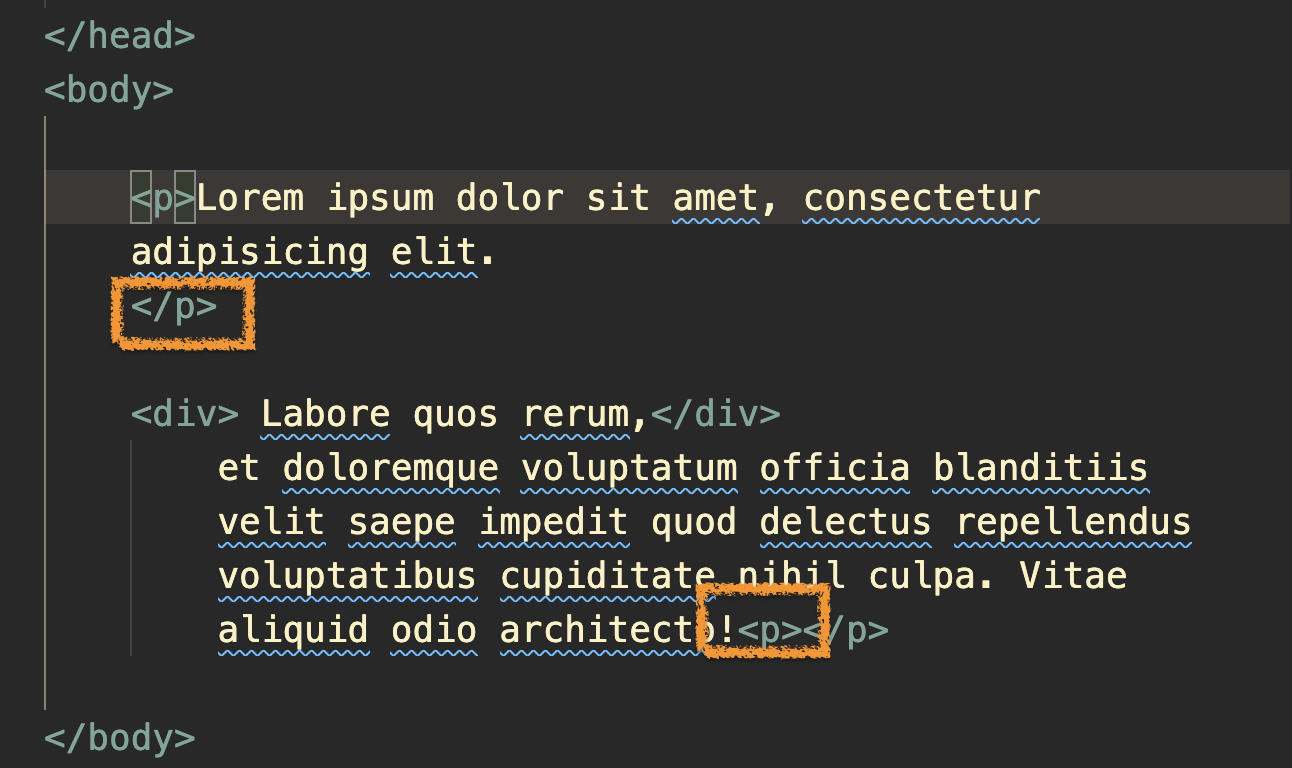 </head>
<body>
<p>Lorem ipsum dolor sit amet, consectetur
adipisicing elit.
</p>
<div> Labore quos rerum,</div>
et doloremque voluptatum officia blanditiis
velit saepe impedit quod delectus repellendus
voluptatibus cupiditate nihil culpa. Vitae
aliquid odio architecto!<p></p>
</body>